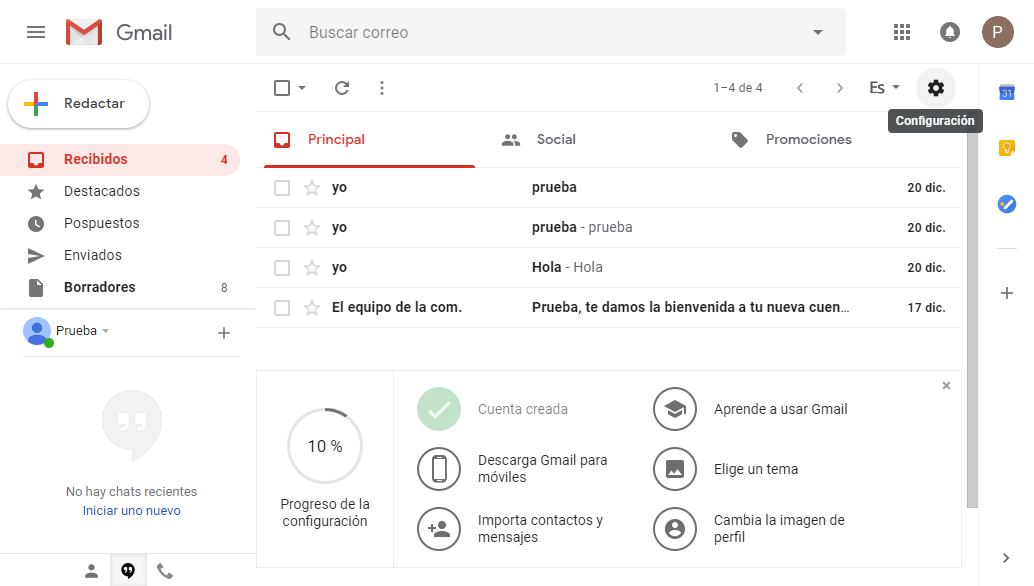 Gmail
Buscar correo
P
Redactar
1–4 de 4
Es
31
Configuración
Recibidos 4
Destacados
Pospuestos
Enviados
Borradores 8
Principal
Social
Promociones
yo prueba 20 dic.
yo prueba - prueba 20 dic.
yo Hola - Hola 20 dic.
El equipo de la com. Prueba, te damos la bienvenida a tu nueva cuen... 17 dic.
Prueba
No hay chats recientes
Iniciar uno nuevo
10 %
Progreso de la
configuración
Cuenta creada
Descarga Gmail para
móviles
Importa contactos y
mensajes
Aprende a usar Gmail
Elige un tema
Cambia la imagen de
perfil